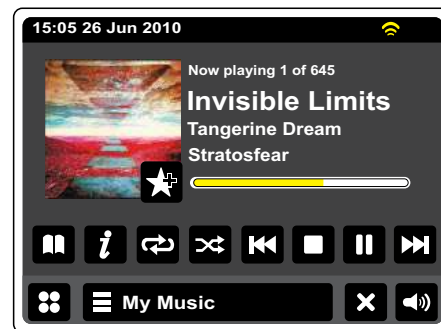 15:05 26 Jun 2010
Now playing 1 of 645
Invisible Limits
Tangerine Dream
Stratosfear
i
My Music